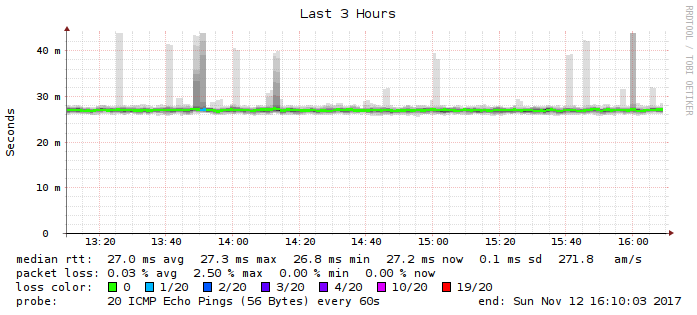 Last 3 Hours
RRDTOOL / TOBI OETIKER
Seconds
40 m
30 m
20 m
10 m
0
13:20 13:40 14:00 14:20 14:40 15:00 15:20 15:40 16:00
median rtt: 27.0 ms avg 27.3 ms max 26.8 ms min 27.2 ms now 0.1 ms sd 271.8 am/s
packet loss: 0.03 % avg 2.50 % max 0.00 % min 0.00 % now
loss color: 0 1/20 2/20 3/20 4/20 10/20 19/20
probe: 20 ICMP Echo Pings (56 Bytes) every 60s end: Sun Nov 12 16:10:03 2017